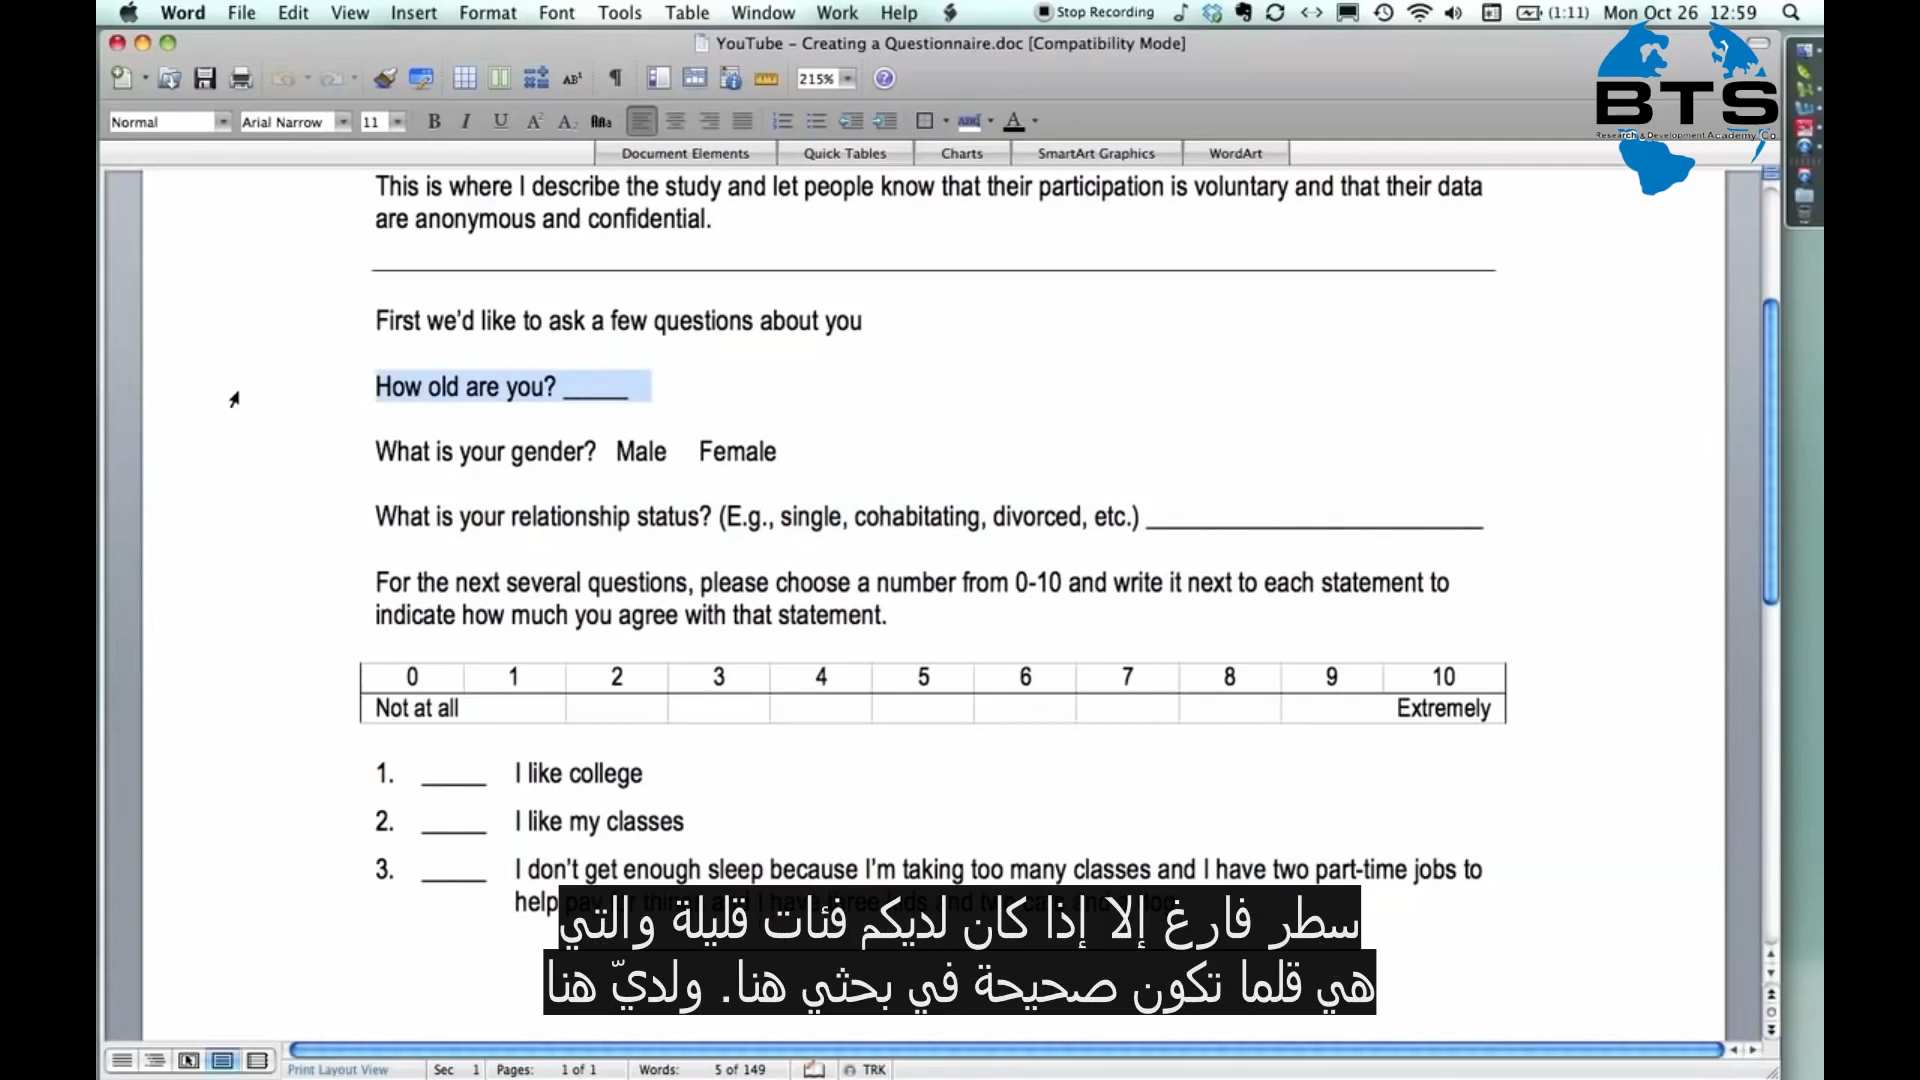 Word File Edit View Insert Format Font Tools Table Window Work Help Stop Recording (1:11) Mon Oct 26 12:59
YouTube – Creating a Questionnaire.doc [Compatibility Mode]
215%
Normal Arial Narrow 11 B I U
Document Elements Quick Tables Charts SmartArt Graphics WordArt
BTS
Research & Development Academy Co
This is where I describe the study and let people know that their participation is voluntary and that their data
are anonymous and confidential.
First we'd like to ask a few questions about you
How old are you? _____
What is your gender? Male Female
What is your relationship status? (E.g., single, cohabitating, divorced, etc.) __________________________
For the next several questions, please choose a number from 0-10 and write it next to each statement to
indicate how much you agree with that statement.
0 1 2 3 4 5 6 7 8 9 10
Not at all Extremely
1. _____ I like college
2. _____ I like my classes
3. _____ I don't get enough sleep because I'm taking too many classes and I have two part-time jobs to
help
سطر فارغ إلا إذا كان لديكم فئات قليلة والتي
هي قلما تكون صحيحة في بحثي هنا. ولديّ هنا
Print Layout View Sec 1 Pages: 1 of 1 Words: 5 of 149 TRK